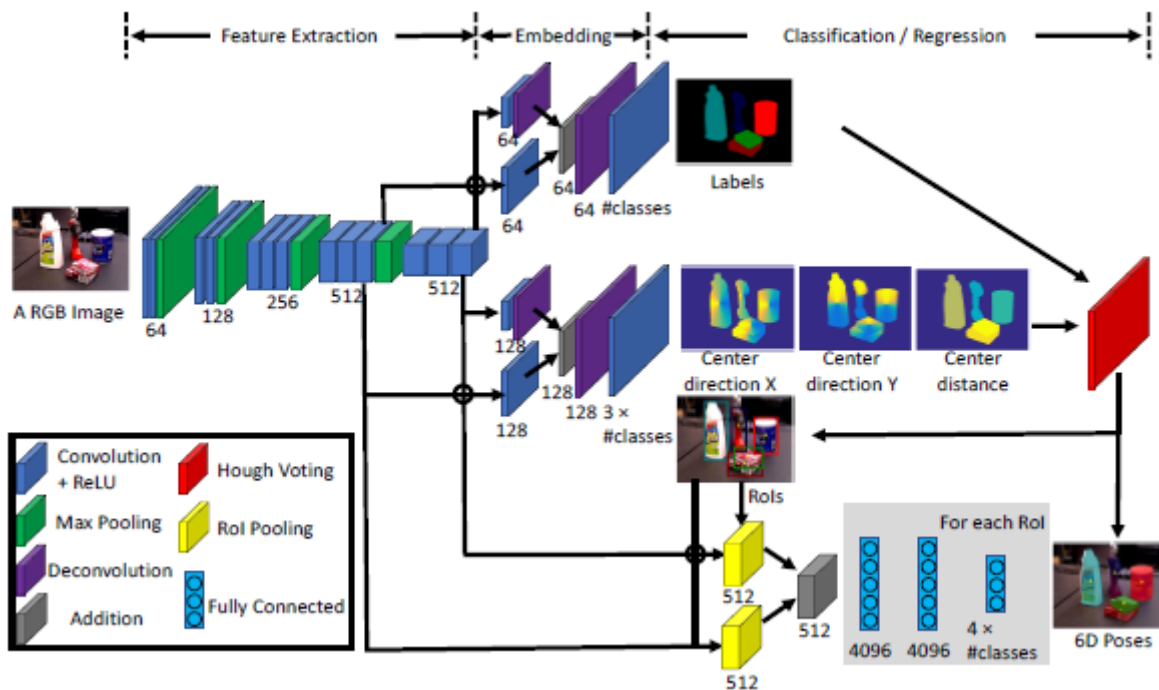 Feature Extraction
Embedding
Classification / Regression
64
64
64
64
#classes
Labels
A RGB Image
64
128
256
512
512
128
128
128
128
3 ×
#classes
Center
direction X
Center
direction Y
Center
distance
RoIs
Convolution
+ ReLU
Max Pooling
Deconvolution
Addition
Hough Voting
RoI Pooling
Fully Connected
512
512
512
For each RoI
4096
4096
4 ×
#classes
6D Poses